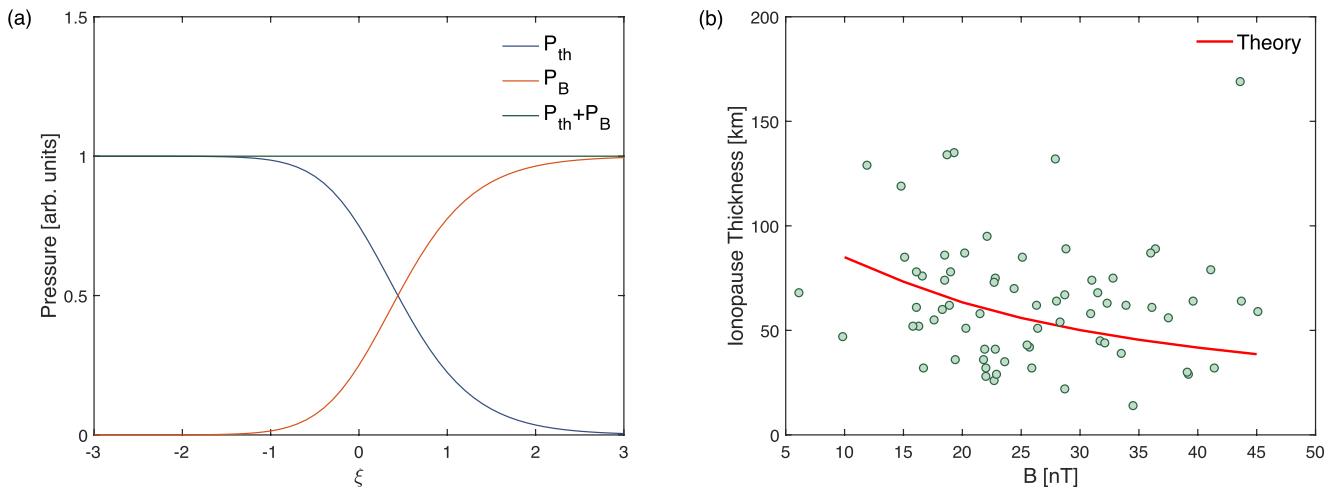 (a)
1.5
1
0.5
0
-3 -2 -1 0 1 2 3
Pressure [arb. units]
ξ
P_th
P_B
P_th+P_B
(b)
200
150
100
50
0
5 10 15 20 25 30 35 40 45 50
Ionopause Thickness [km]
B [nT]
Theory